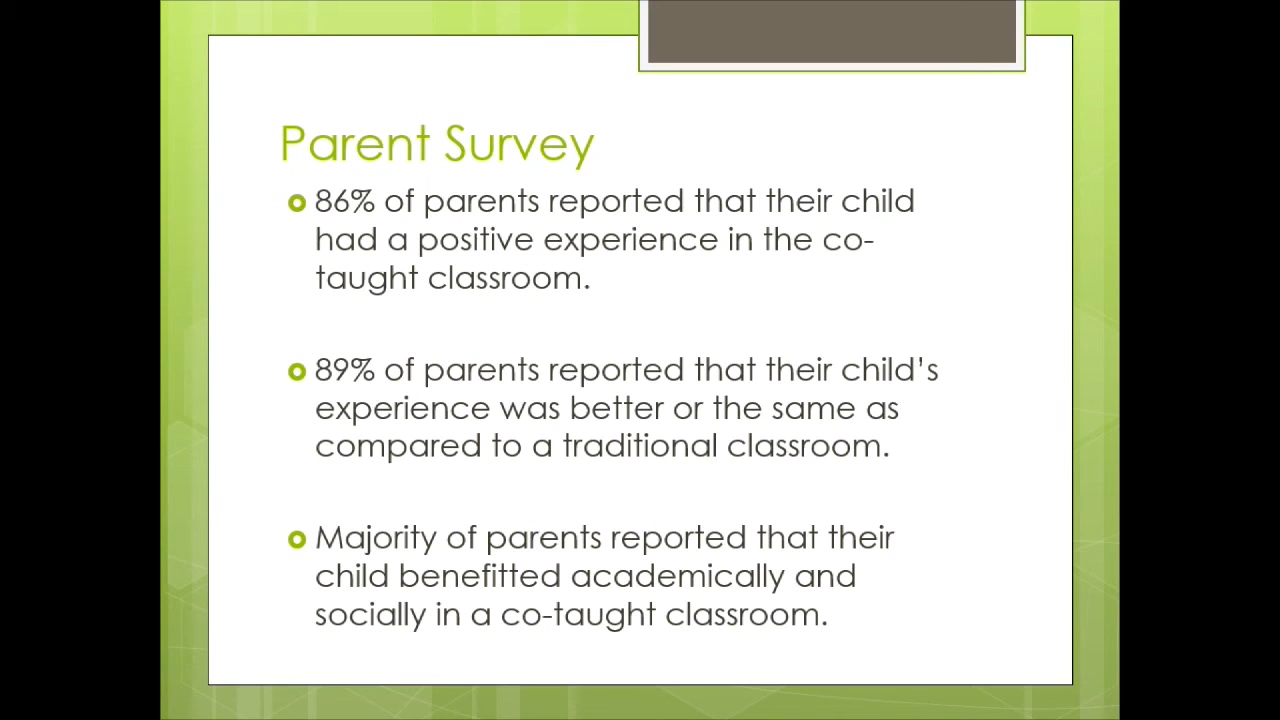 Parent Survey
86% of parents reported that their child
had a positive experience in the co-
taught classroom.
89% of parents reported that their child’s
experience was better or the same as
compared to a traditional classroom.
Majority of parents reported that their
child benefitted academically and
socially in a co-taught classroom.